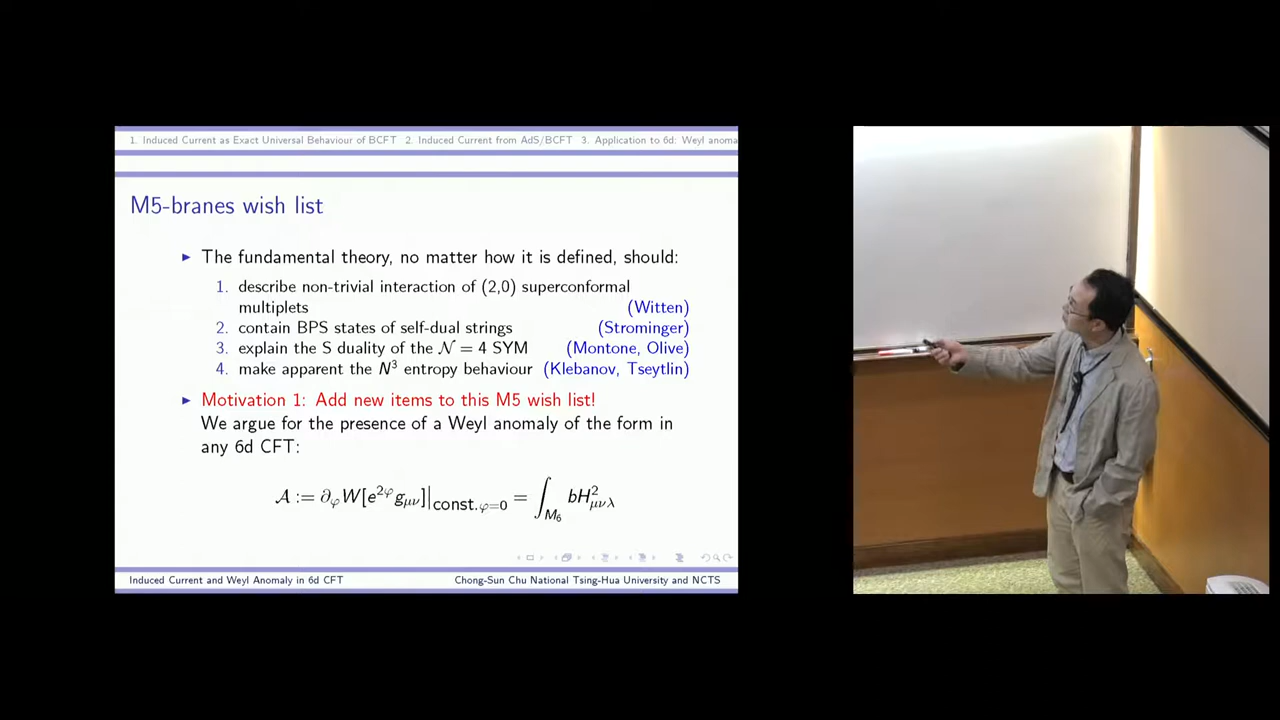 1. Induced Current as Exact Universal Behaviour of BCFT 2. Induced Current from AdS/BCFT 3. Application to 6d: Weyl anoma
M5-branes wish list
▶ The fundamental theory, no matter how it is defined, should:
1. describe non-trivial interaction of (2,0) superconformal
multiplets (Witten)
2. contain BPS states of self-dual strings (Strominger)
3. explain the S duality of the 𝒩 = 4 SYM (Montone, Olive)
4. make apparent the N³ entropy behaviour (Klebanov, Tseytlin)
▶ Motivation 1: Add new items to this M5 wish list!
We argue for the presence of a Weyl anomaly of the form in
any 6d CFT:
𝒜 := ∂_φ W[e^{2φ} g_{μν}]|_{const.φ=0} = ∫_{M_6} bH²_{μνλ}
Induced Current and Weyl Anomaly in 6d CFT Chong-Sun Chu National Tsing-Hua University and NCTS